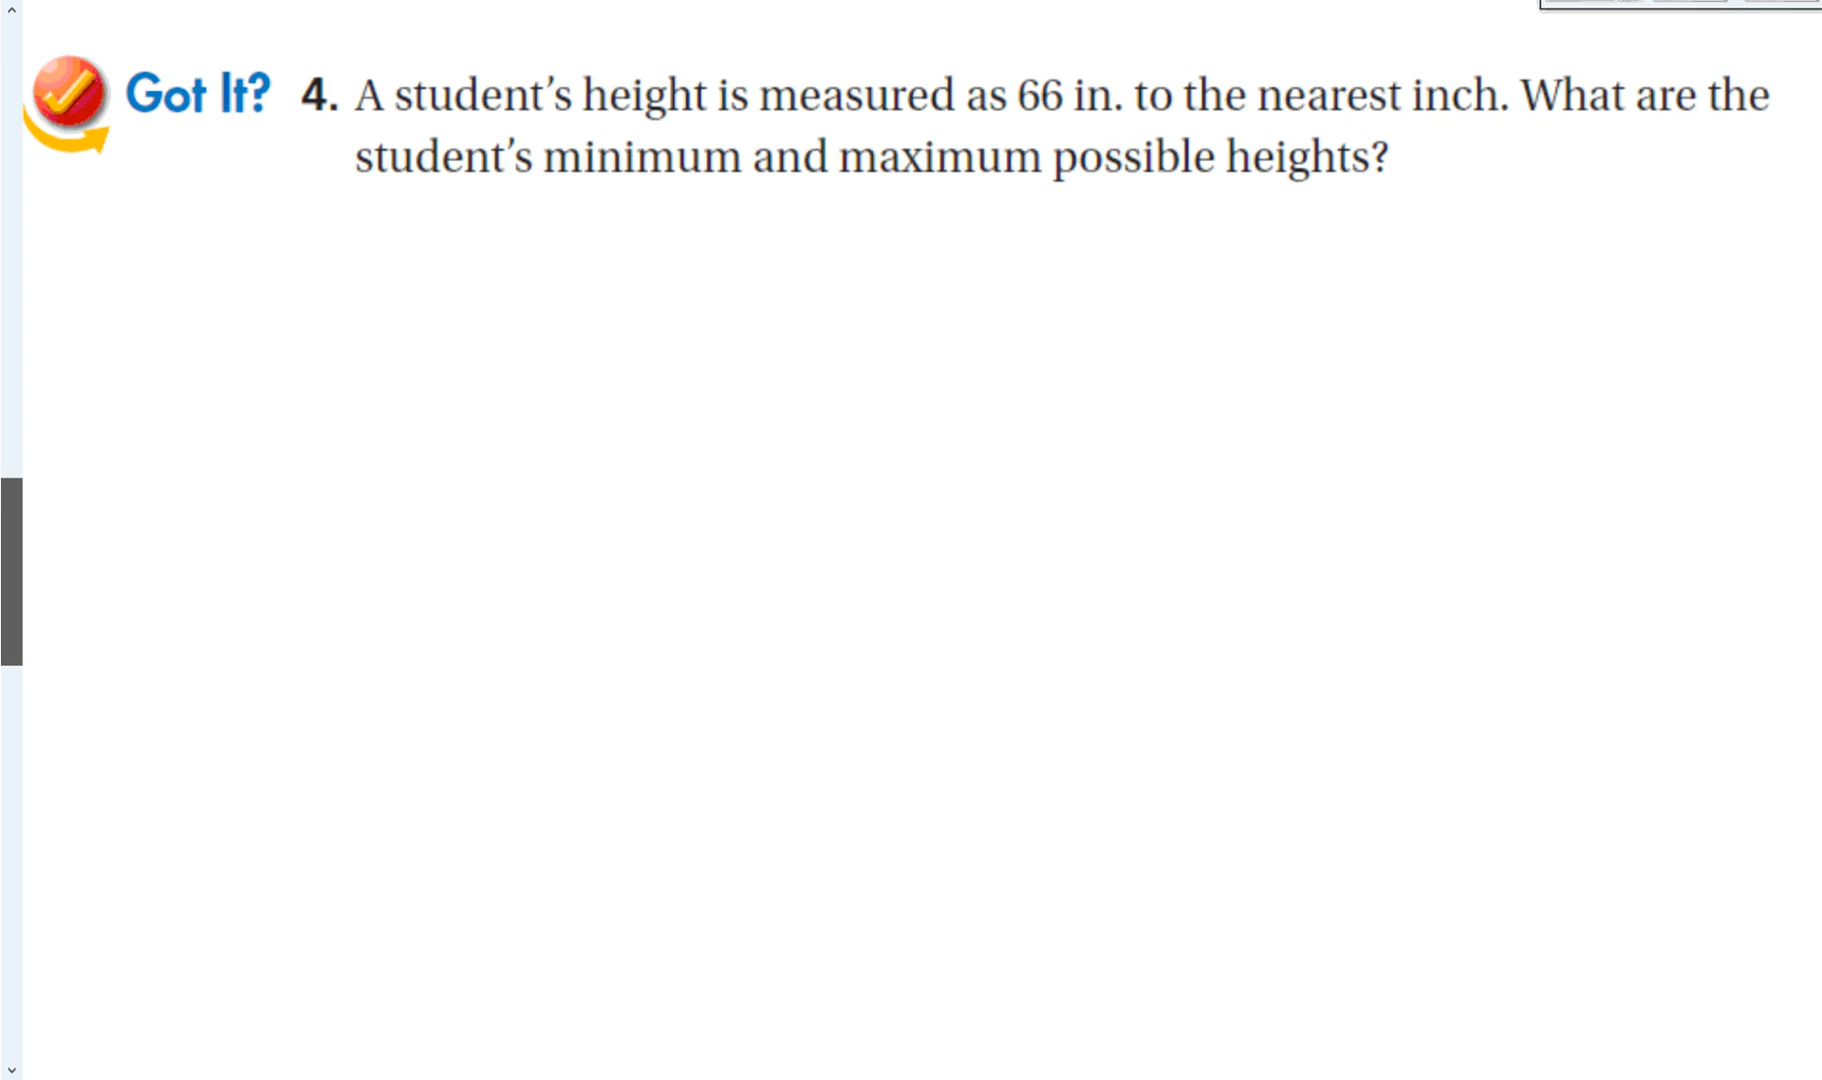 Got It? 4. A student’s height is measured as 66 in. to the nearest inch. What are the
student’s minimum and maximum possible heights?